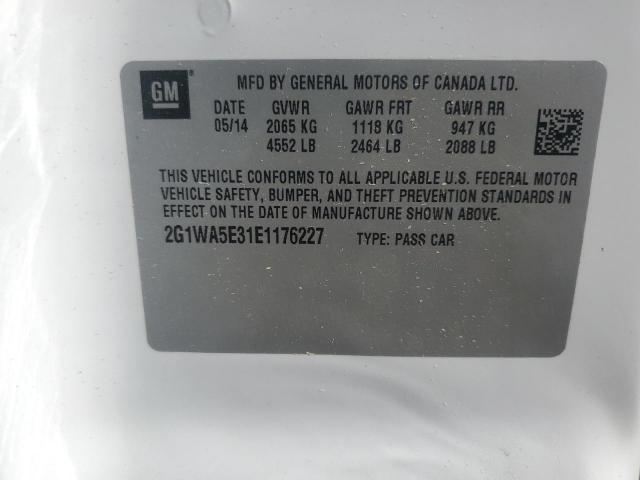 GM ®
MFD BY GENERAL MOTORS OF CANADA LTD.
DATE GVWR GAWR FRT GAWR RR
05/14 2065 KG 1118 KG 947 KG
4552 LB 2464 LB 2088 LB
THIS VEHICLE CONFORMS TO ALL APPLICABLE U.S. FEDERAL MOTOR
VEHICLE SAFETY, BUMPER, AND THEFT PREVENTION STANDARDS IN
EFFECT ON THE DATE OF MANUFACTURE SHOWN ABOVE.
2G1WA5E31E1176227 TYPE: PASS CAR